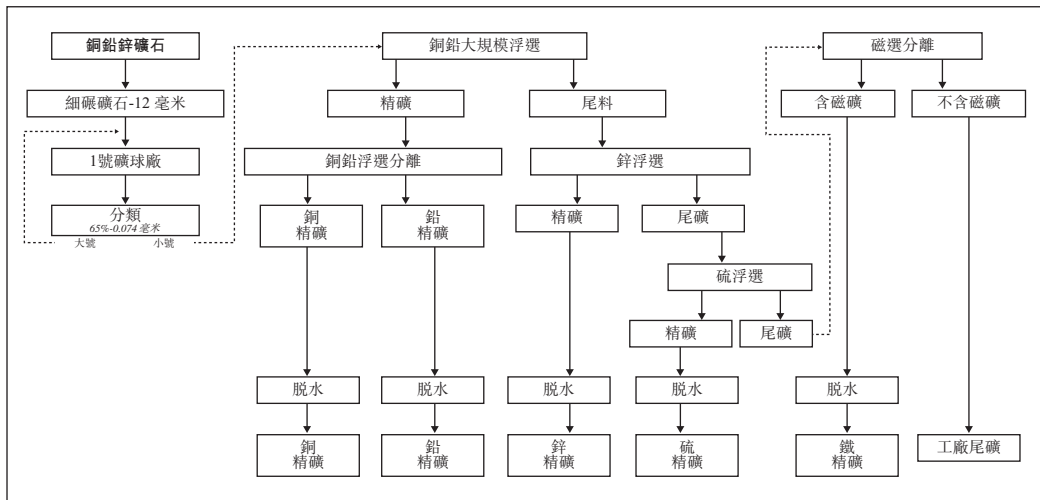 銅鉛鋅礦石
細碾礦石-12 毫米
1號礦球廠
分類
65%-0.074 毫米
大號
小號
銅鉛大規模浮選
精礦
尾料
銅鉛浮選分離
鋅浮選
銅
精礦
鉛
精礦
精礦
尾礦
硫浮選
精礦
尾礦
磁選分離
含磁礦
不含磁礦
脱水
脱水
脱水
脱水
脱水
銅
精礦
鉛
精礦
鋅
精礦
硫
精礦
鐵
精礦
工廠尾礦